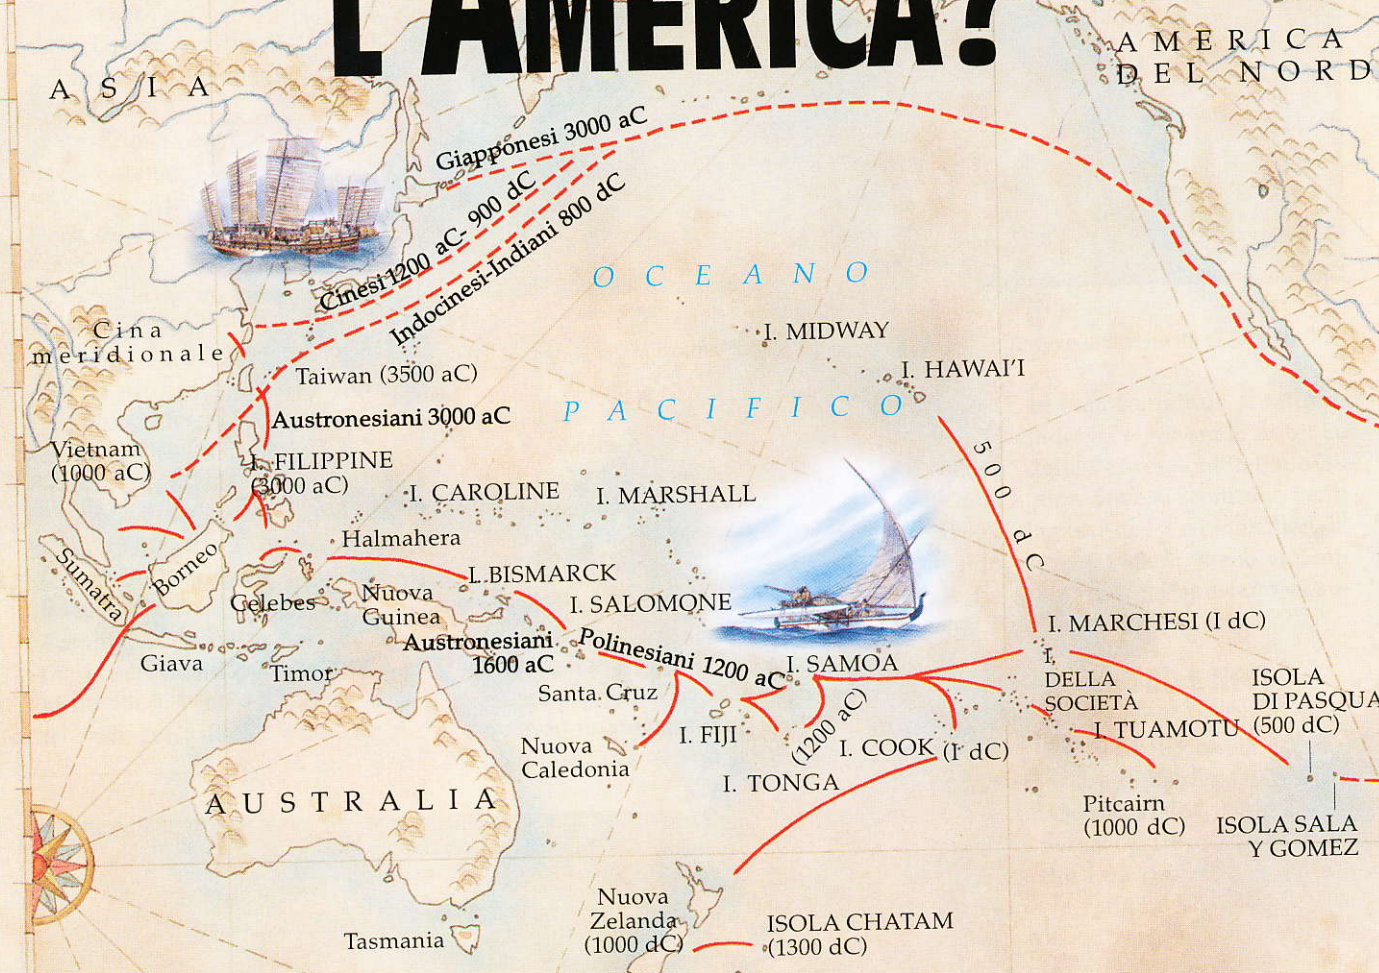 L'AMERICA?
AMERICA
DEL NORD
ASIA
Giapponesi 3000 aC
Cinesi 1200 aC - 900 dC
Indocinesi-Indiani 800 dC
OCEANO
PACIFICO
I. MIDWAY
I. HAWAI'I
Cina
meridionale
Taiwan (3500 aC)
Austronesiani 3000 aC
Vietnam
(1000 aC)
I. FILIPPINE
(3000 aC)
I. CAROLINE
I. MARSHALL
500 dC
Halmahera
Sumatra
Borneo
Celebes
I. BISMARCK
Nuova
Guinea
I. SALOMONE
Austronesiani
1600 aC
Polinesiani 1200 aC
Giava
Timor
I. SAMOA
I. MARCHESI (I dC)
I.
DELLA
SOCIETÀ
ISOLA
DI PASQUA
(500 dC)
Santa Cruz
I. FIJI
(1200 aC)
I. COOK (I dC)
I. TUAMOTU
Nuova
Caledonia
I. TONGA
AUSTRALIA
Pitcairn
(1000 dC)
ISOLA SALA
Y GOMEZ
Nuova
Zelanda
(1000 dC)
ISOLA CHATAM
(1300 dC)
Tasmania